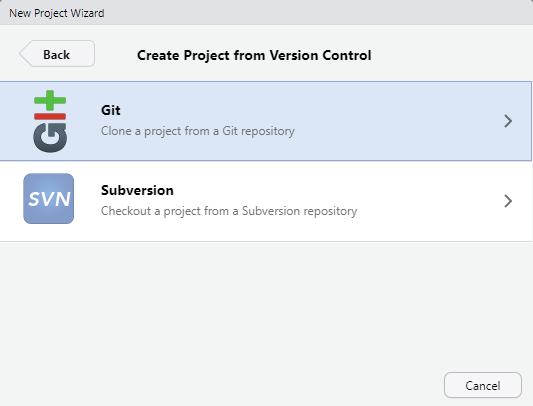 New Project Wizard
Back
Create Project from Version Control
git
Git
Clone a project from a Git repository
SVN
Subversion
Checkout a project from a Subversion repository
Cancel